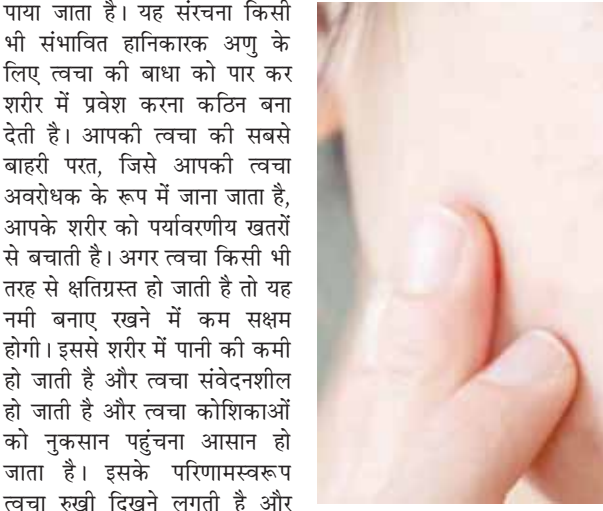 पाया जाता है। यह संरचना किसी
भी संभावित हानिकारक अणु के
लिए त्वचा की बाधा को पार कर
शरीर में प्रवेश करना कठिन बना
देती है। आपकी त्वचा की सबसे
बाहरी परत, जिसे आपकी त्वचा
अवरोधक के रूप में जाना जाता है,
आपके शरीर को पर्यावरणीय खतरों
से बचाती है। अगर त्वचा किसी भी
तरह से क्षतिग्रस्त हो जाती है तो यह
नमी बनाए रखने में कम सक्षम
होगी। इससे शरीर में पानी की कमी
हो जाती है और त्वचा संवेदनशील
हो जाती है और त्वचा कोशिकाओं
को नुकसान पहुंचना आसान हो
जाता है। इसके परिणामस्वरूप
त्वचा रुखी दिखने लगती है और